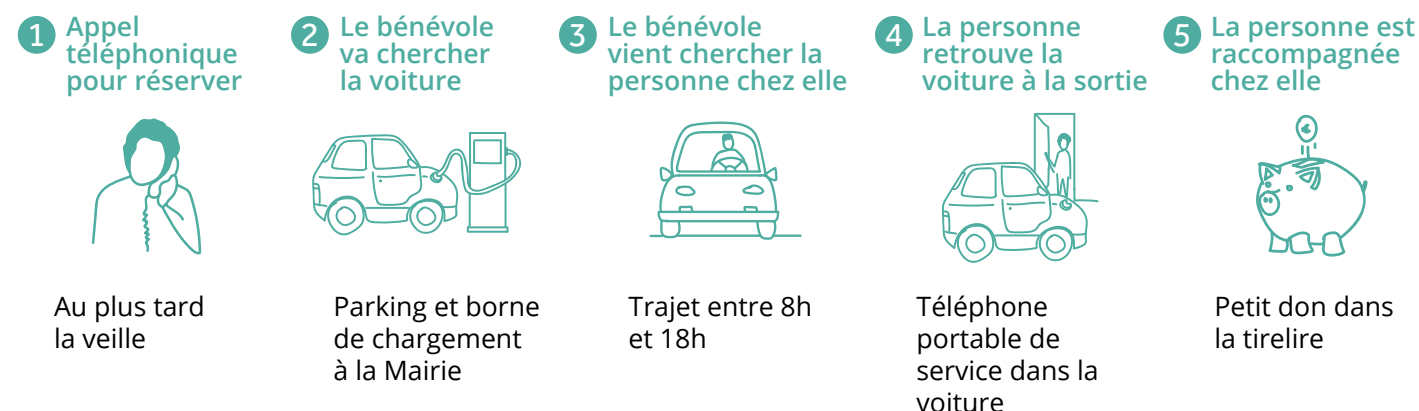 1 Appel
téléphonique
pour réserver
Au plus tard
la veille
2 Le bénévole
va chercher
la voiture
Parking et borne
de chargement
à la Mairie
3 Le bénévole
vient chercher la
personne chez elle
Trajet entre 8h
et 18h
4 La personne
retrouve la
voiture à la sortie
Téléphone
portable de
service dans la
voiture
5 La personne est
raccompagnée
chez elle
€
Petit don dans
la tirelire